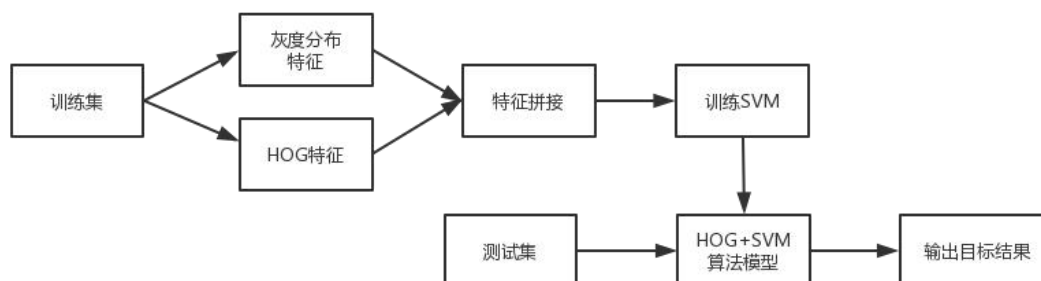 灰度分布
特征
训练集
特征拼接
训练SVM
HOG特征
测试集
HOG+SVM
算法模型
输出目标结果